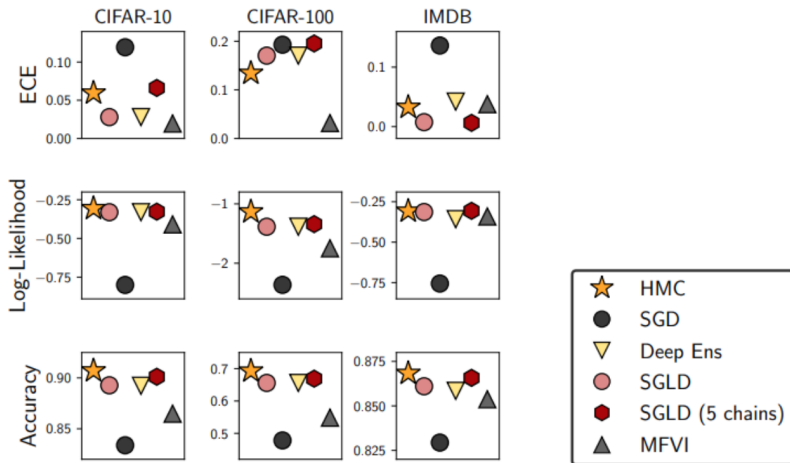 CIFAR-10 CIFAR-100 IMDB
ECE
0.10
0.05
0.00
0.2
0.1
0.0
0.1
0.0
Log-Likelihood
−0.25
−0.50
−0.75
−1
−2
−0.25
−0.50
−0.75
Accuracy
0.90
0.85
0.7
0.6
0.5
0.875
0.850
0.825
HMC
SGD
Deep Ens
SGLD
SGLD (5 chains)
MFVI